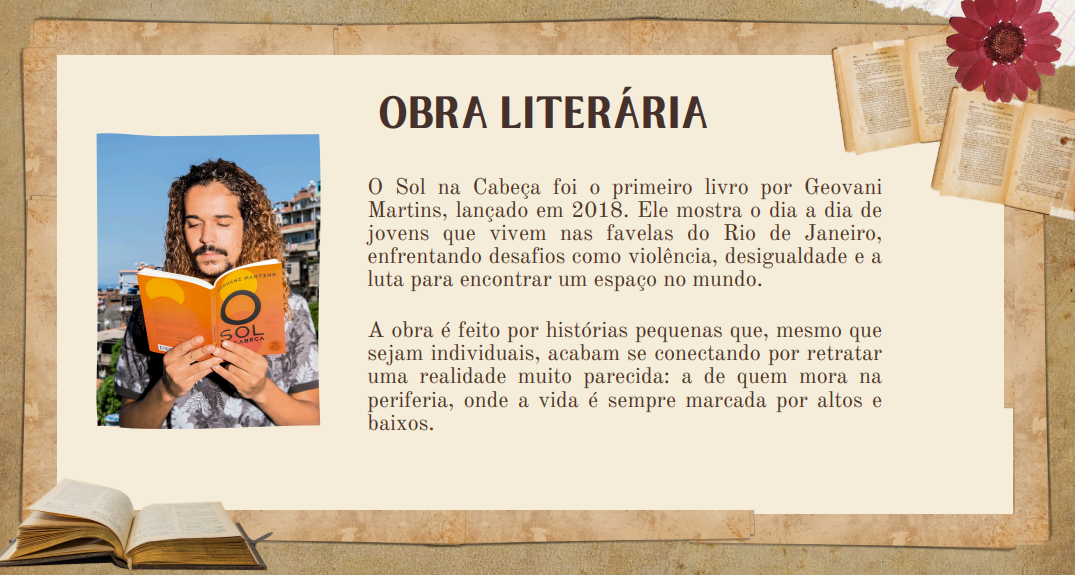 OBRA LITERÁRIA
O Sol na Cabeça foi o primeiro livro por Geovani
Martins, lançado em 2018. Ele mostra o dia a dia de
jovens que vivem nas favelas do Rio de Janeiro,
enfrentando desafios como violência, desigualdade e a
luta para encontrar um espaço no mundo.
A obra é feito por histórias pequenas que, mesmo que
sejam individuais, acabam se conectando por retratar
uma realidade muito parecida: a de quem mora na
periferia, onde a vida é sempre marcada por altos e
baixos.
MARTINS
O
SOL
CABEÇA